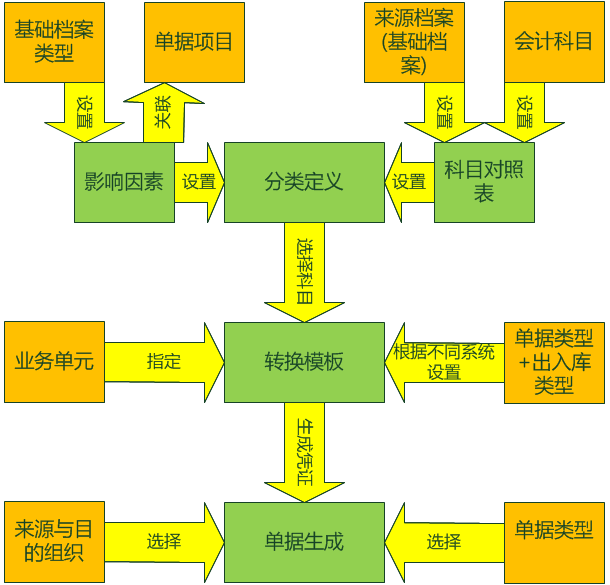 基础档案
类型
单据项目
来源档案
(基础档
案)
会计科目
设置
关联
设置
设置
影响因素
设置
分类定义
设置
科目对照
表
选择科目
业务单元
指定
转换模板
根据不同系统
设置
单据类型
+出入库
类型
生成凭证
来源与目
的组织
选择
单据生成
选择
单据类型